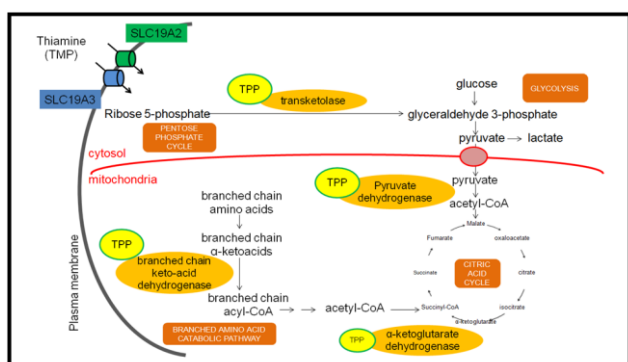 Thiamine
(TMP)
SLC19A2
SLC19A3
Plasma membrane
Ribose 5-phosphate
PENTOSE
PHOSPHATE
CYCLE
TPP
transketolase
glucose
GLYCOLYSIS
glyceraldehyde 3-phosphate
pyruvate
lactate
cytosol
mitochondria
pyruvate
TPP
Pyruvate
dehydrogenase
acetyl-CoA
branched chain
amino acids
branched chain
α-ketoacids
TPP
branched chain
keto-acid
dehydrogenase
branched chain
acyl-CoA
acetyl-CoA
BRANCHED AMINO ACID
CATABOLIC PATHWAY
Malate
oxaloacetate
citrate
isocitrate
α-ketoglutarate
Succinyl-CoA
Succinate
Fumarate
CITRIC
ACID
CYCLE
TPP
α-ketoglutarate
dehydrogenase